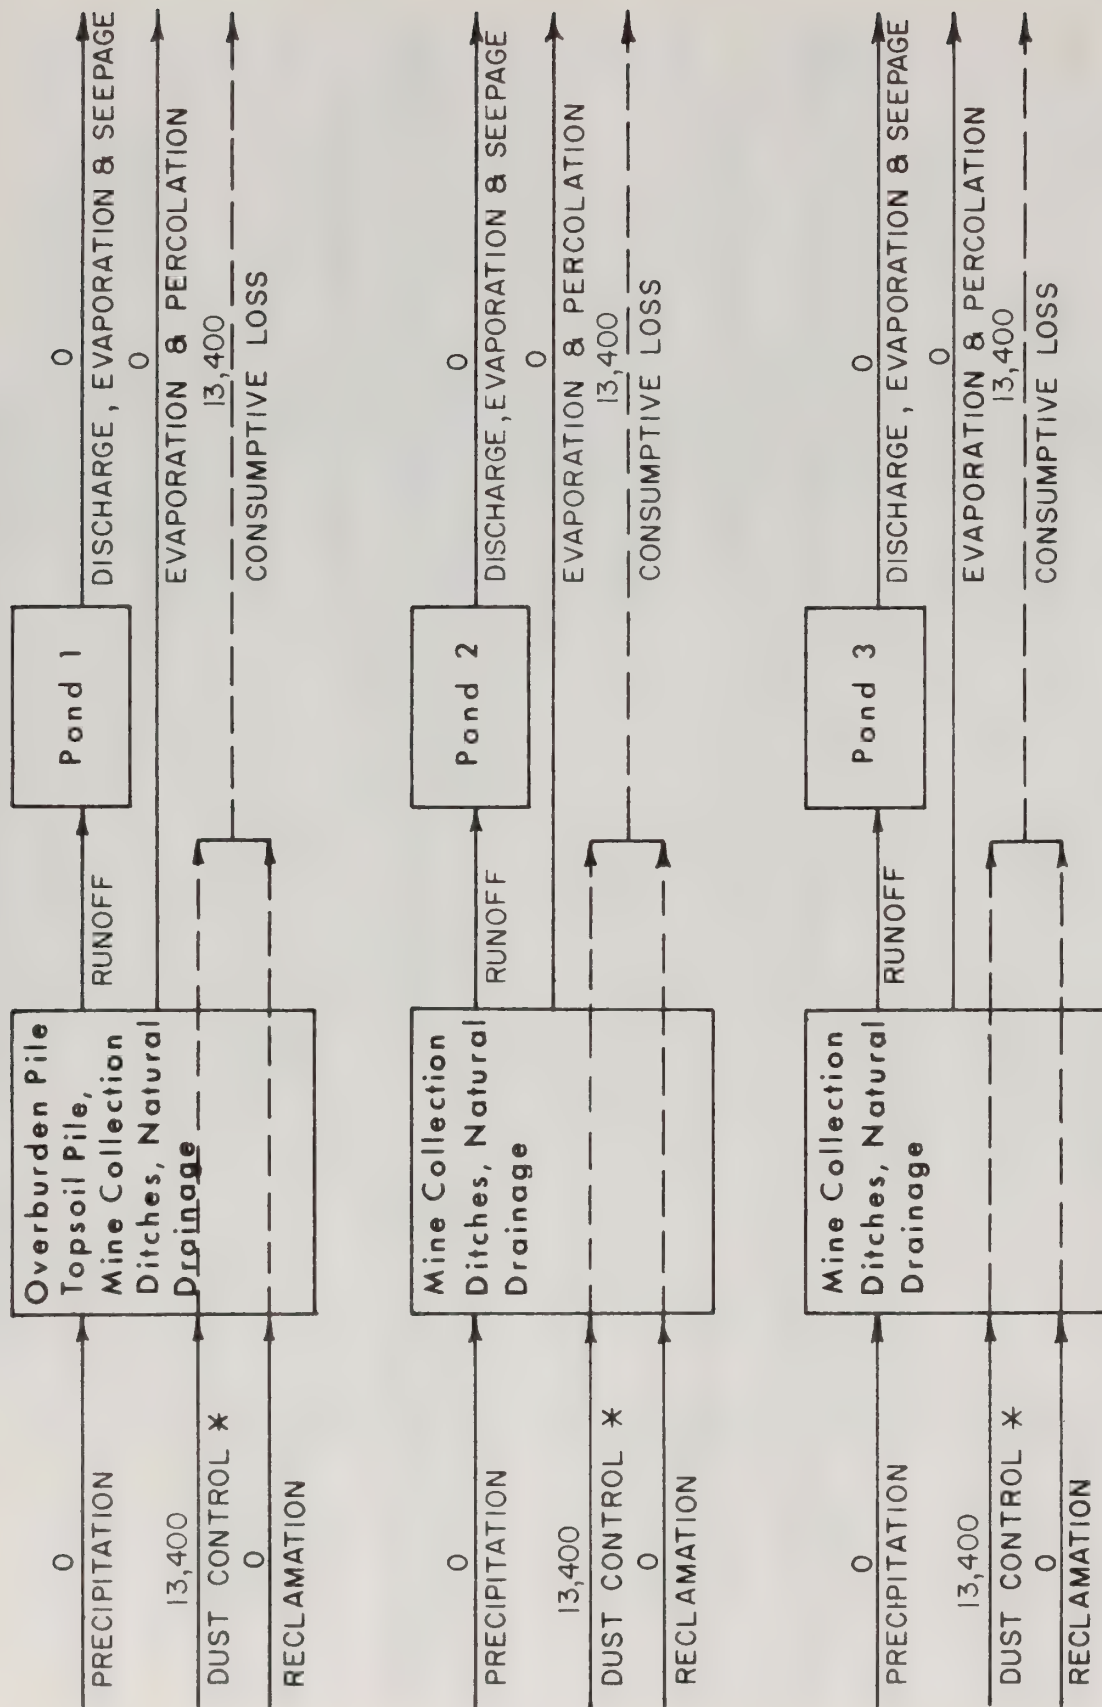 0
PRECIPITATION
13,400
DUST CONTROL *
0
RECLAMATION
Overburden Pile
Topsoil Pile,
Mine Collection
Ditches, Natural
Drainage
RUNOFF
Pond 1
0
DISCHARGE, EVAPORATION & SEEPAGE
0
EVAPORATION & PERCOLATION
13,400
CONSUMPTIVE LOSS
0
PRECIPITATION
13,400
DUST CONTROL *
0
RECLAMATION
Mine Collection
Ditches, Natural
Drainage
RUNOFF
Pond 2
0
DISCHARGE, EVAPORATION & SEEPAGE
0
EVAPORATION & PERCOLATION
13,400
CONSUMPTIVE LOSS
0
PRECIPITATION
13,400
DUST CONTROL *
0
RECLAMATION
Mine Collection
Ditches, Natural
Drainage
RUNOFF
Pond 3
0
DISCHARGE, EVAPORATION & SEEPAGE
0
EVAPORATION & PERCOLATION
13,400
CONSUMPTIVE LOSS